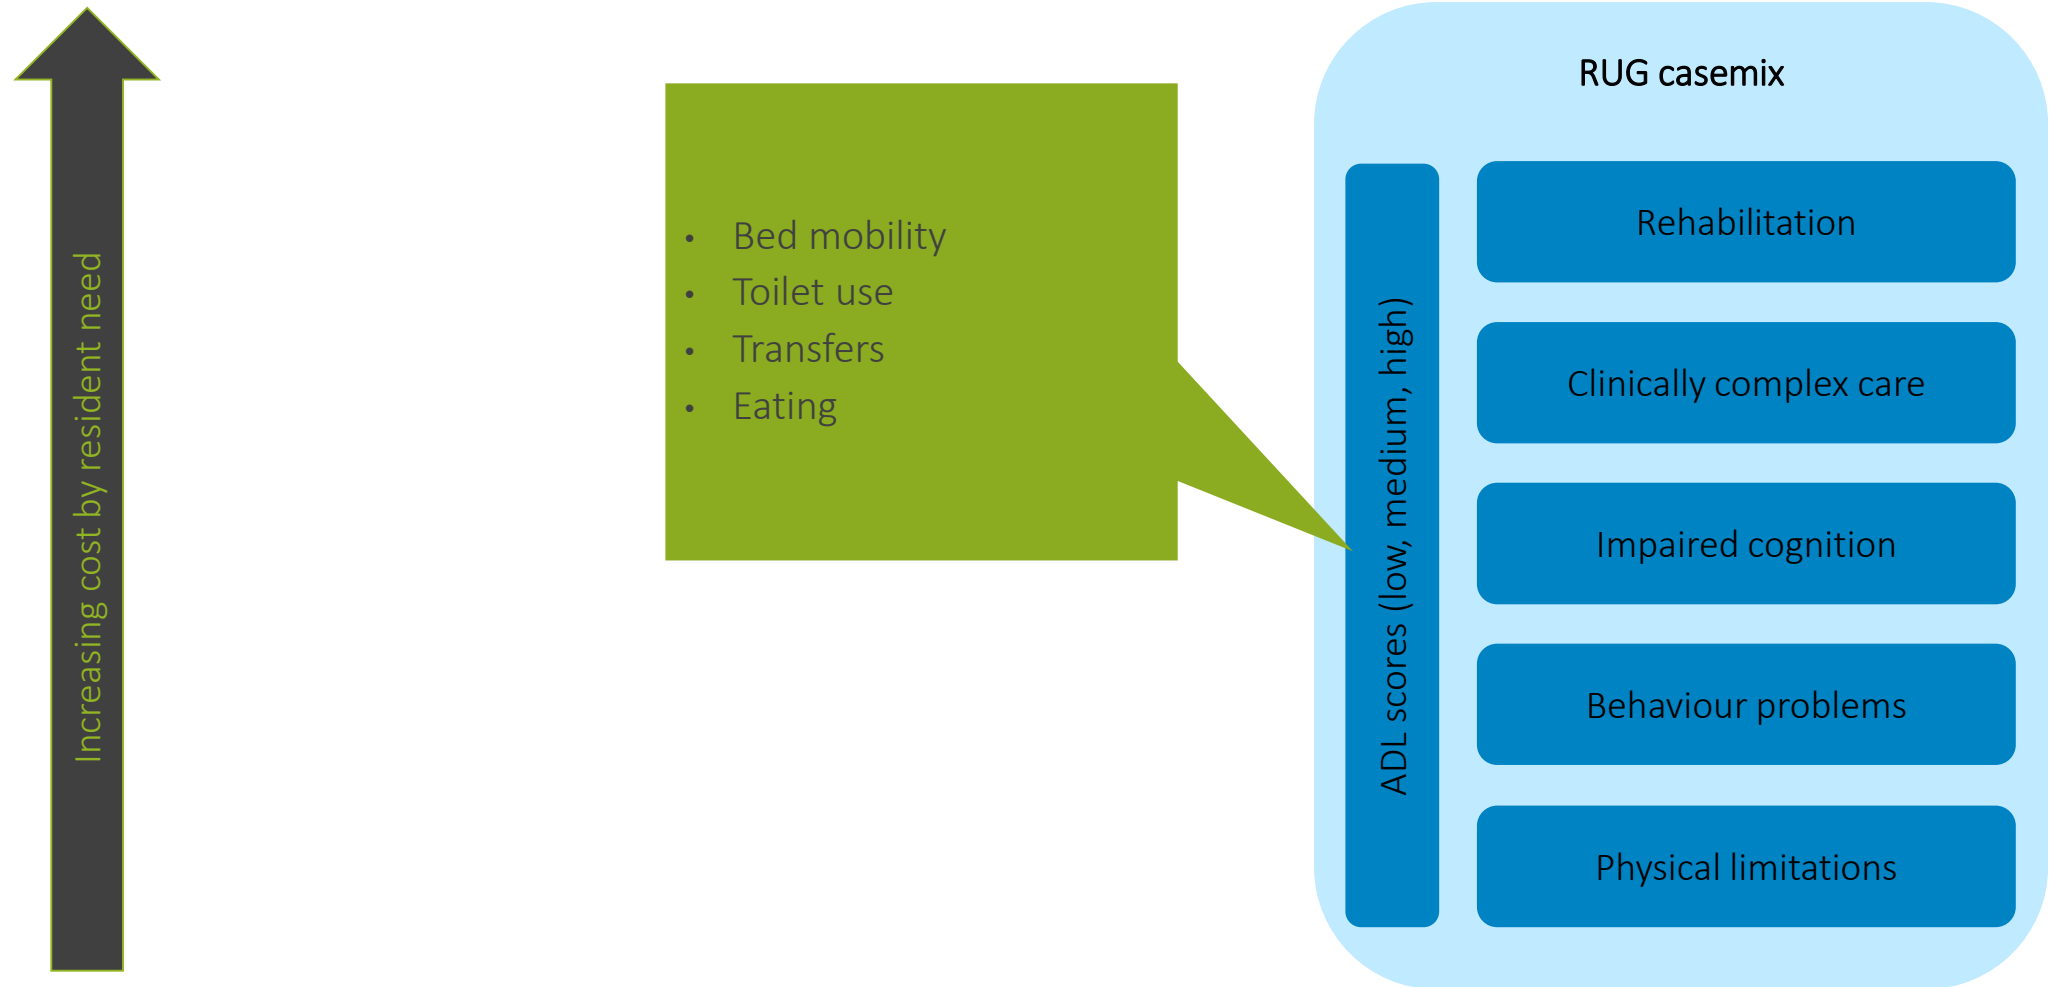 Increasing cost by resident need
• Bed mobility
• Toilet use
• Transfers
• Eating
RUG casemix
ADL scores (low, medium, high)
Rehabilitation
Clinically complex care
Impaired cognition
Behaviour problems
Physical limitations